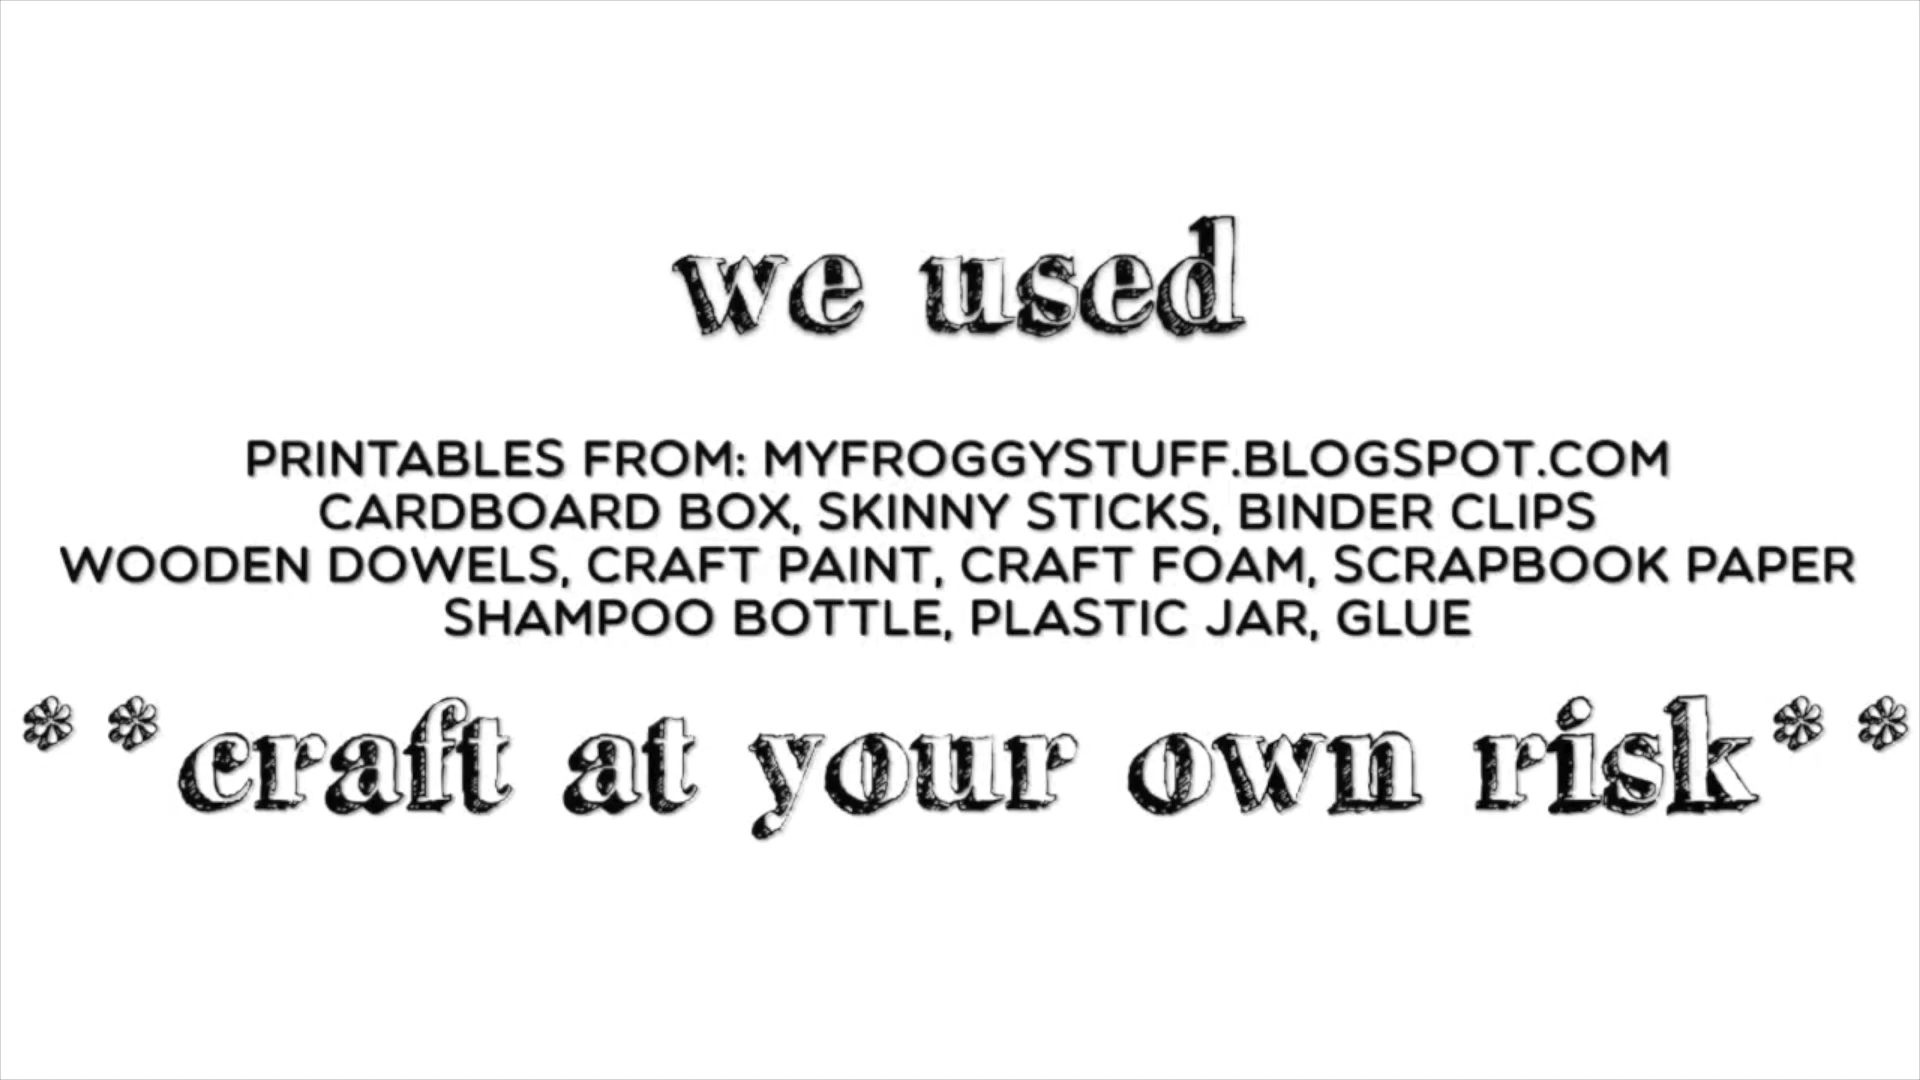 we used
PRINTABLES FROM: MYFROGGYSTUFF.BLOGSPOT.COM
CARDBOARD BOX, SKINNY STICKS, BINDER CLIPS
WOODEN DOWELS, CRAFT PAINT, CRAFT FOAM, SCRAPBOOK PAPER
SHAMPOO BOTTLE, PLASTIC JAR, GLUE
**craft at your own risk**